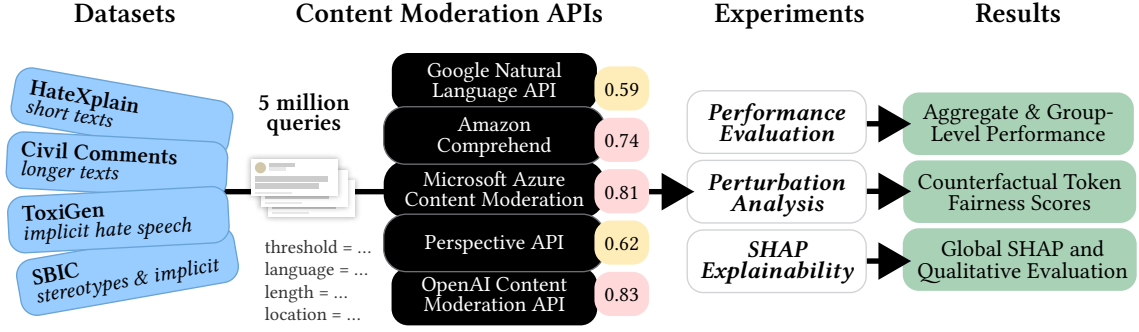 Datasets
Content Moderation APIs
Experiments
Results
HateXplain
short texts
Civil Comments
longer texts
ToxiGen
implicit hate speech
SBIC
stereotypes & implicit
5 million
queries
threshold = ...
language = ...
length = ...
location = ...
Google Natural
Language API
0.59
Amazon
Comprehend
0.74
Microsoft Azure
Content Moderation
0.81
Perspective API
0.62
OpenAI Content
Moderation API
0.83
Performance
Evaluation
Aggregate & Group-
Level Performance
Perturbation
Analysis
Counterfactual Token
Fairness Scores
SHAP
Explainability
Global SHAP and
Qualitative Evaluation